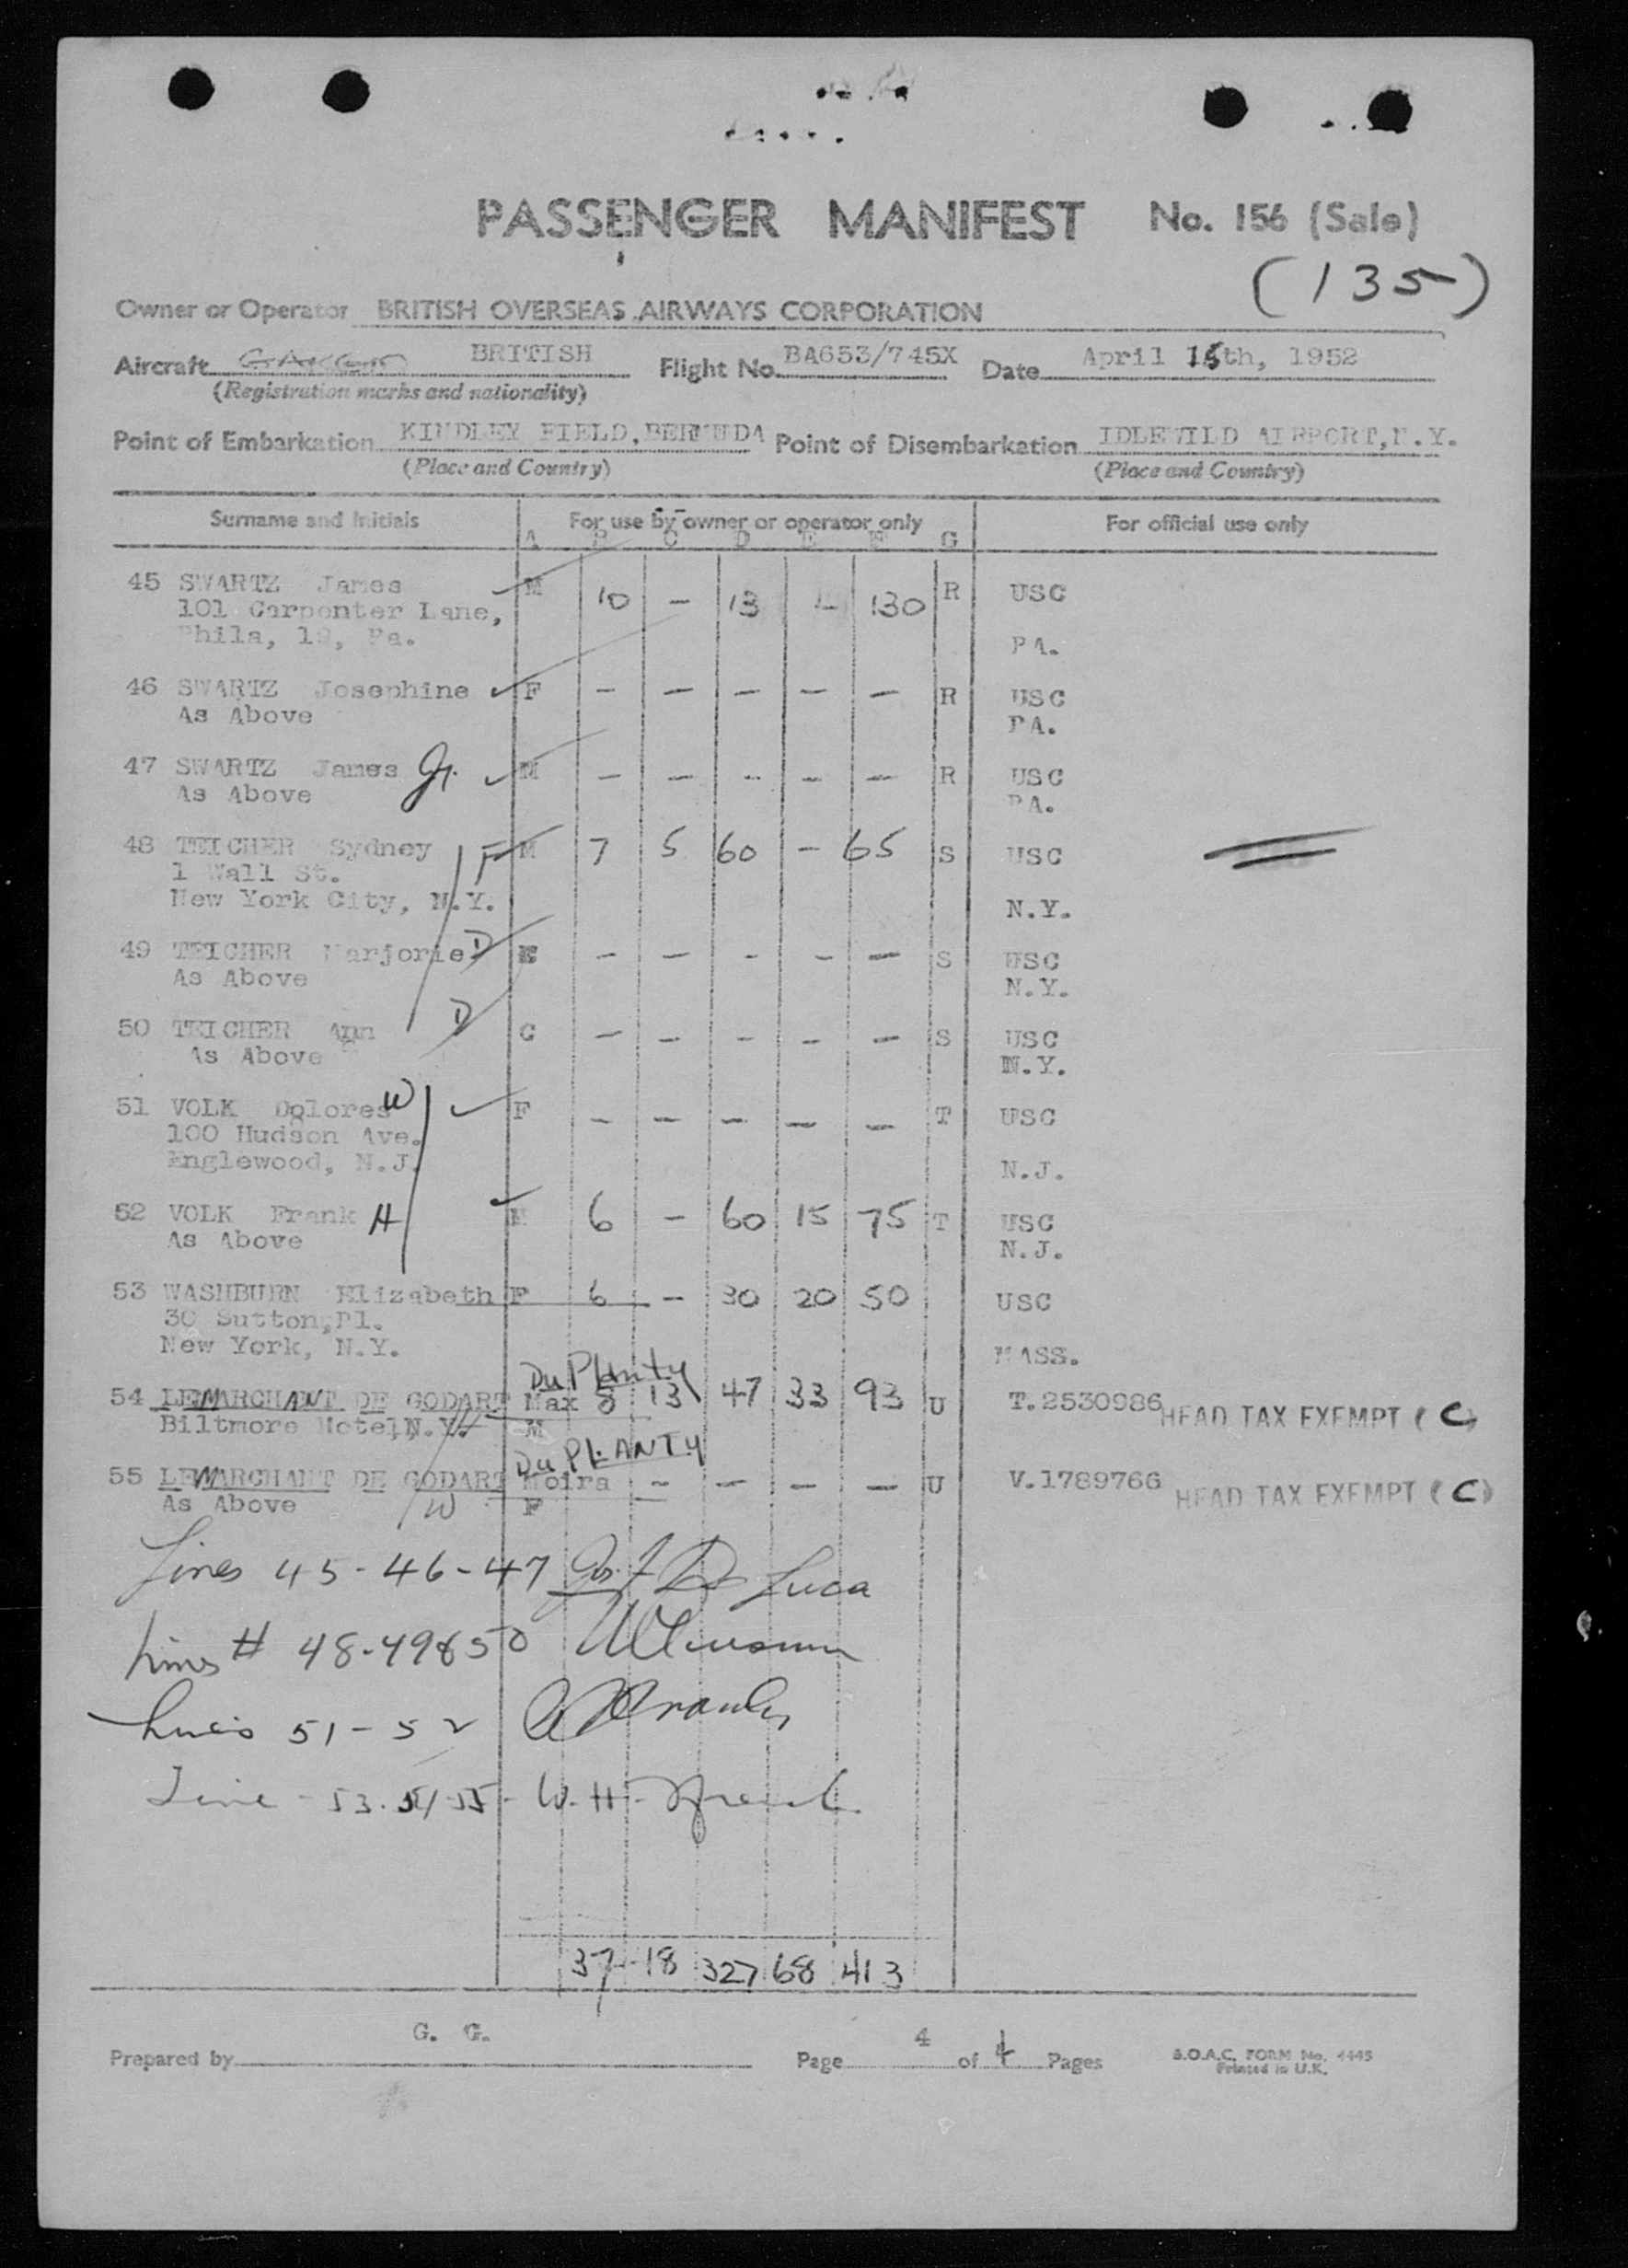 PASSENGER MANIFEST No. 156 (Sale)
(135)
Owner or Operator BRITISH OVERSEAS AIRWAYS CORPORATION
Aircraft BRITISH Flight No. BA653/745X Date April 15th, 1952
(Registration marks and nationality)
Point of Embarkation KINDLEY FIELD, BERMUDA Point of Disembarkation IDLEWILD AIRPORT, N.Y.
(Place and Country) (Place and Country)
Surname and Initials For use by owner or operator only For official use only
A B C D E F G
45 SWARTZ James M 10 - 13 - 130 R USC
101 Carpenter Lane,
Phila, 19, Pa. PA.
46 SWARTZ Josephine F - - - - - R USC
As Above PA.
47 SWARTZ James Jr. M - - - - - R USC
As Above PA.
48 TEICHER Sydney F M 7 5 60 - 65 S USC
1 Wall St.
New York City, N.Y. N.Y.
49 TEICHER Marjorie D F - - - - - S USC
As Above N.Y.
50 TEICHER Ann D C - - - - - S USC
As Above N.Y.
51 VOLK Dolores W F - - - - - T USC
100 Hudson Ave.
Englewood, N.J. N.J.
52 VOLK Frank H M 6 - 60 15 75 T USC
As Above N.J.
53 WASHBURN Elizabeth F 6 - 30 20 50 USC
30 Sutton, Pl.
New York, N.Y. MASS.
Du Planty
54 LEMARCHANT DE GODART Max 8 13 47 33 93 U T.2530986 HEAD TAX EXEMPT (C)
Biltmore Hotel, N.Y. H M
Du PLANTY
55 LEMARCHANT DE GODART Moira - - - - U V.1789766 HEAD TAX EXEMPT (C)
As Above W F
Lines 45-46-47 Jos. F De Luca
Lines # 48-49&50
Lines 51-52
Line - 53.54-55 - W. H.
37 18 327 68 413
G. G.
Prepared by Page 4 of 4 Pages B.O.A.C. FORM No. 4445
Printed in U.K.